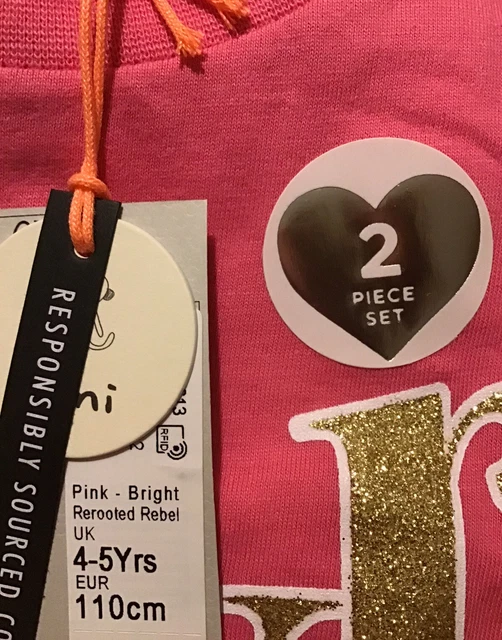 2
PIECE
SET
RESPONSIBLY SOURCED
ni
RFID
Pink - Bright
Rerooted Rebel
UK
4-5Yrs
EUR
110cm